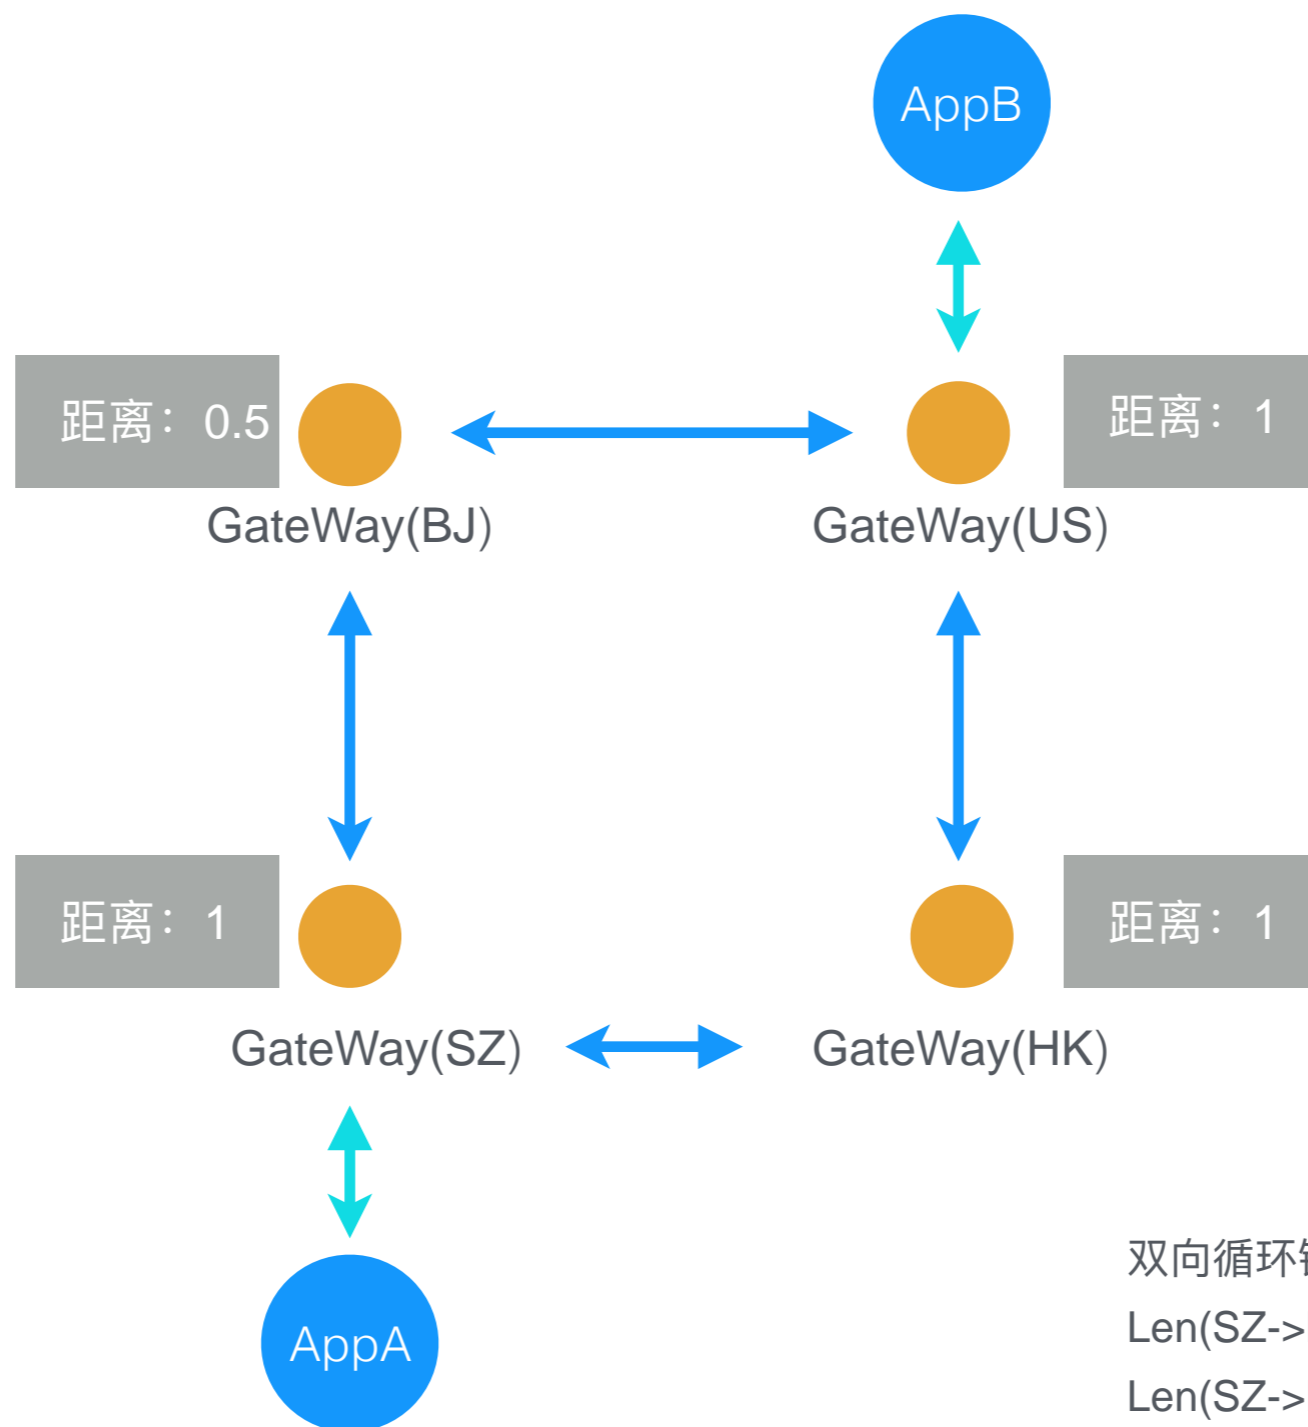 AppB
距离：0.5
距离：1
GateWay(BJ)
GateWay(US)
距离：1
距离：1
GateWay(SZ)
GateWay(HK)
AppA
双向循环
Len(SZ->
Len(SZ->